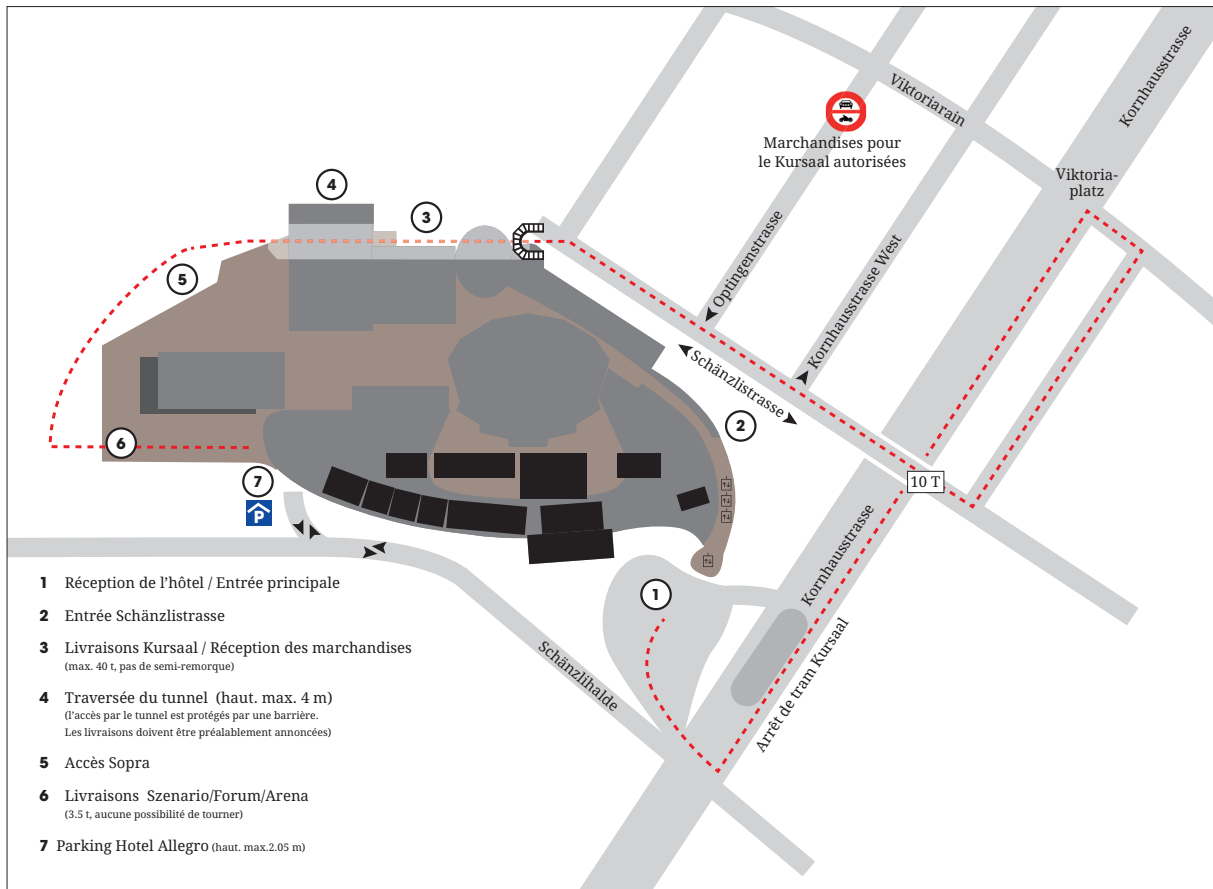 Kornhausstrasse
Viktoriarain
Marchandises pour
le Kursaal autorisées
Viktoria-
platz
4
3
5
Optingenstrasse
Kornhausstrasse West
Schänzlistrasse
2
6
7
P
10 T
Kornhausstrasse
1
Arrêt de tram Kursaal
Schänzlihalde
1 Réception de l'hôtel / Entrée principale
2 Entrée Schänzlistrasse
3 Livraisons Kursaal / Réception des marchandises
(max. 40 t, pas de semi-remorque)
4 Traversée du tunnel (haut. max. 4 m)
(l'accès par le tunnel est protégés par une barrière.
Les livraisons doivent être préalablement annoncées)
5 Accès Sopra
6 Livraisons Szenario/Forum/Arena
(3.5 t, aucune possibilité de tourner)
7 Parking Hotel Allegro (haut. max.2.05 m)